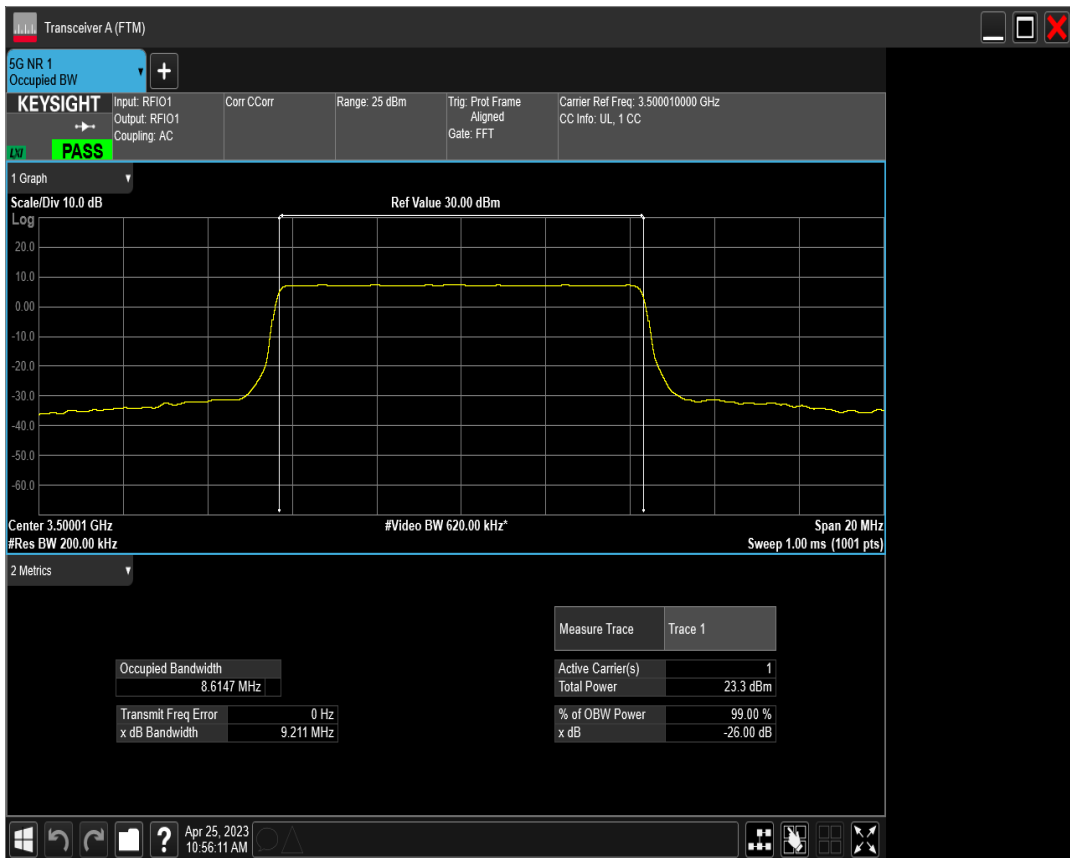 Transceiver A (FTM)
5G NR 1
Occupied BW
+
KEYSIGHT
LXI
PASS
Input: RFIO1
Output: RFIO1
Coupling: AC
Corr CCorr
Range: 25 dBm
Trig: Prot Frame
Aligned
Gate: FFT
Carrier Ref Freq: 3.500010000 GHz
CC Info: UL, 1 CC
1 Graph
Scale/Div 10.0 dB
Ref Value 30.00 dBm
Log
20.0
10.0
0.00
-10.0
-20.0
-30.0
-40.0
-50.0
-60.0
Center 3.50001 GHz
#Video BW 620.00 kHz*
Span 20 MHz
#Res BW 200.00 kHz
Sweep 1.00 ms (1001 pts)
2 Metrics
Measure Trace Trace 1
Occupied Bandwidth
8.6147 MHz
Active Carrier(s) 1
Total Power 23.3 dBm
Transmit Freq Error 0 Hz
x dB Bandwidth 9.211 MHz
% of OBW Power 99.00 %
x dB -26.00 dB
?
Apr 25, 2023
10:56:11 AM